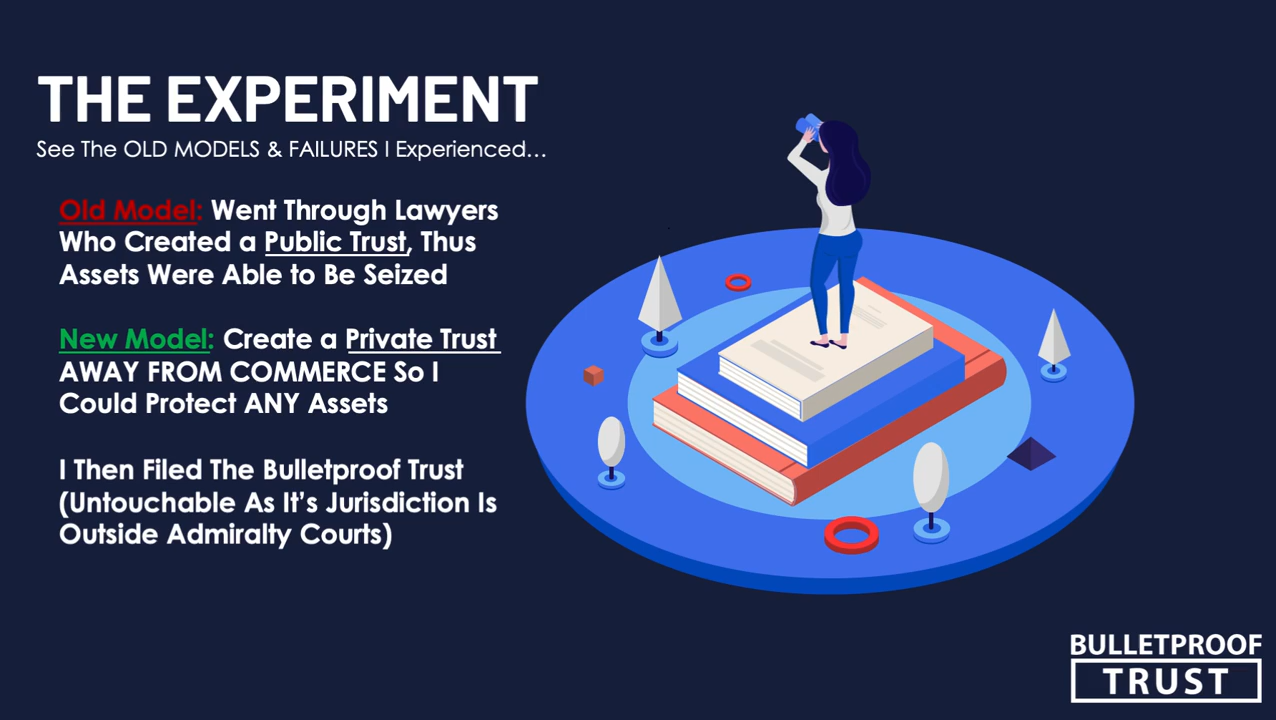 THE EXPERIMENT
See The OLD MODELS & FAILURES I Experienced...
Old Model: Went Through Lawyers
Who Created a Public Trust, Thus
Assets Were Able to Be Seized
New Model: Create a Private Trust
AWAY FROM COMMERCE So I
Could Protect ANY Assets
I Then Filed The Bulletproof Trust
(Untouchable As It's Jurisdiction Is
Outside Admiralty Courts)
BULLETPROOF
TRUST